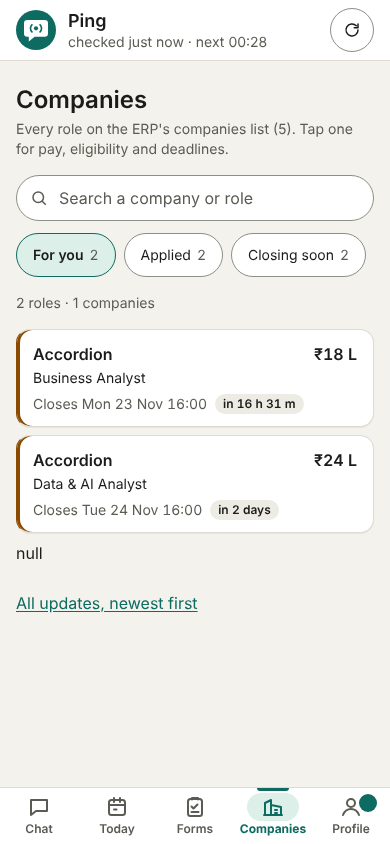 Ping
checked just now · next 00:28
Companies
Every role on the ERP's companies list (5). Tap one
for pay, eligibility and deadlines.
Search a company or role
For you 2 Applied 2 Closing soon 2
2 roles · 1 companies
Accordion ₹18 L
Business Analyst
Closes Mon 23 Nov 16:00 in 16 h 31 m
Accordion ₹24 L
Data & AI Analyst
Closes Tue 24 Nov 16:00 in 2 days
null
All updates, newest first
Chat Today Forms Companies Profile